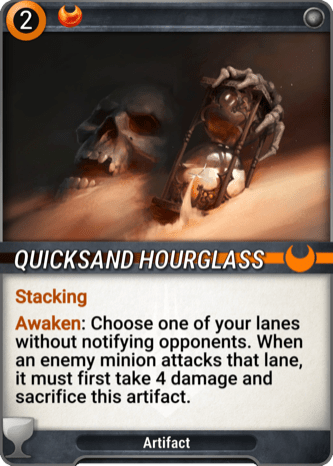 2
QUICKSAND HOURGLASS
Stacking
Awaken: Choose one of your lanes
without notifying opponents. When
an enemy minion attacks that lane,
it must first take 4 damage and
sacrifice this artifact.
Artifact